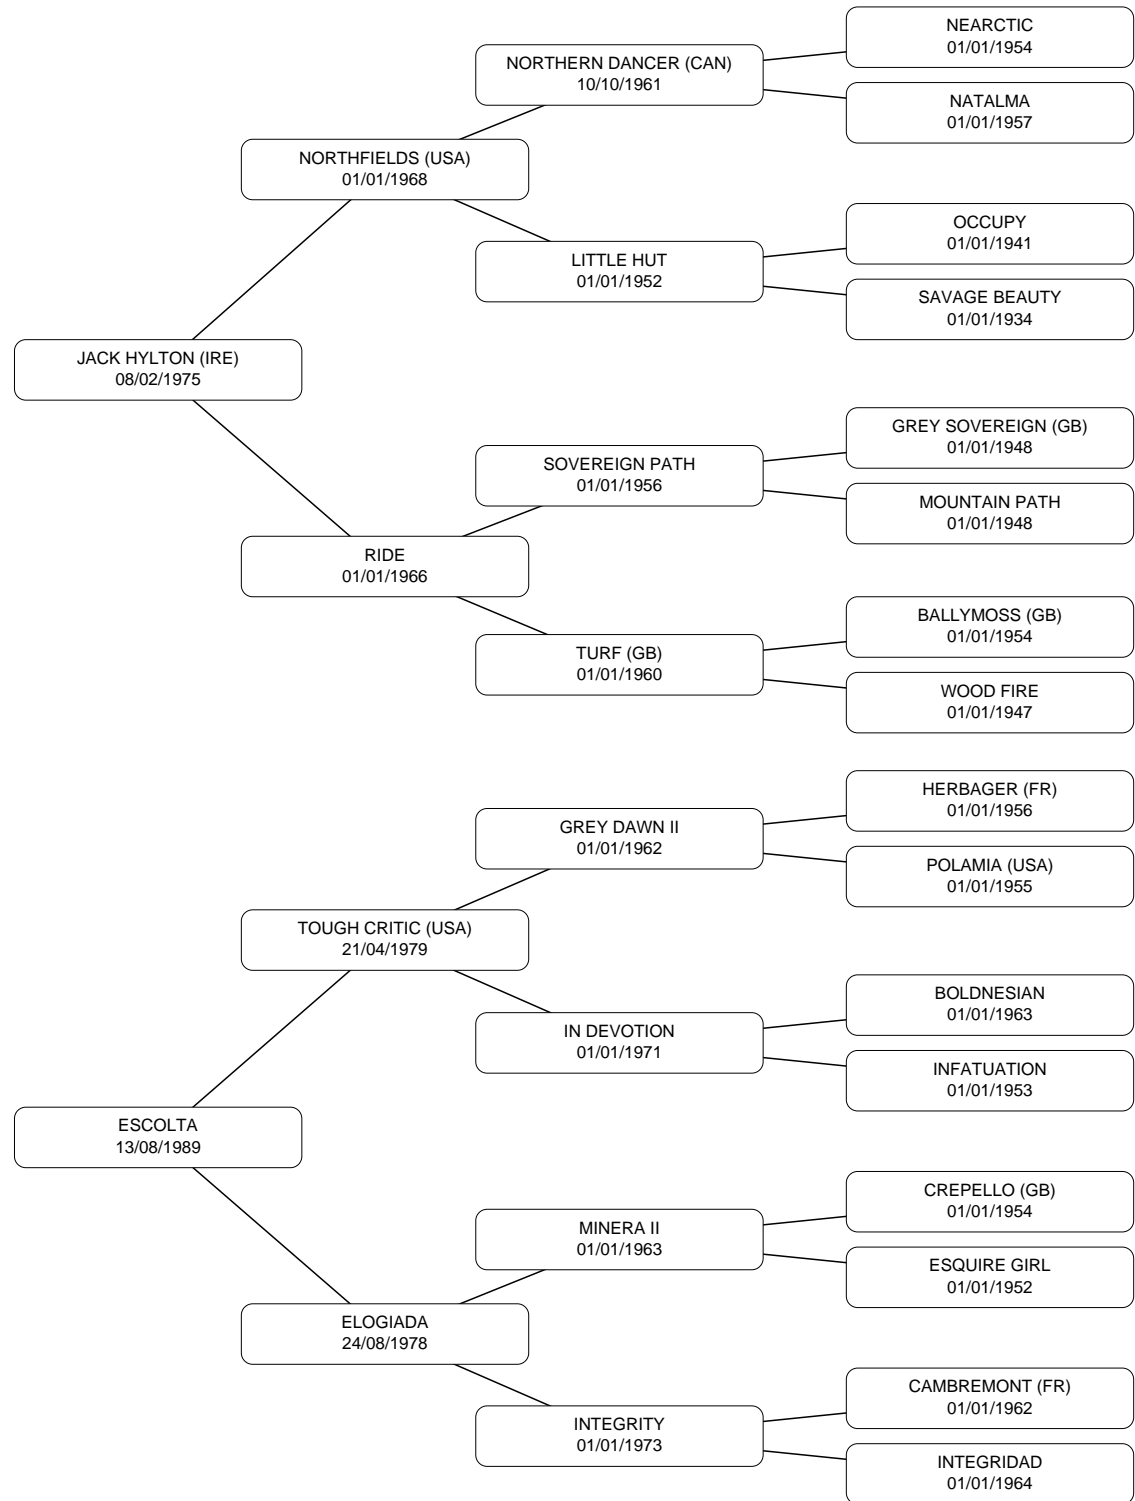 NEARCTIC
01/01/1954
NORTHERN DANCER (CAN)
10/10/1961
NATALMA
01/01/1957
NORTHFIELDS (USA)
01/01/1968
OCCUPY
01/01/1941
LITTLE HUT
01/01/1952
SAVAGE BEAUTY
01/01/1934
JACK HYLTON (IRE)
08/02/1975
GREY SOVEREIGN (GB)
01/01/1948
SOVEREIGN PATH
01/01/1956
MOUNTAIN PATH
01/01/1948
RIDE
01/01/1966
BALLYMOSS (GB)
01/01/1954
TURF (GB)
01/01/1960
WOOD FIRE
01/01/1947
HERBAGER (FR)
01/01/1956
GREY DAWN II
01/01/1962
POLAMIA (USA)
01/01/1955
TOUGH CRITIC (USA)
21/04/1979
BOLDNESIAN
01/01/1963
IN DEVOTION
01/01/1971
INFATUATION
01/01/1953
ESCOLTA
13/08/1989
CREPELLO (GB)
01/01/1954
MINERA II
01/01/1963
ESQUIRE GIRL
01/01/1952
ELOGIADA
24/08/1978
CAMBREMONT (FR)
01/01/1962
INTEGRITY
01/01/1973
INTEGRIDAD
01/01/1964